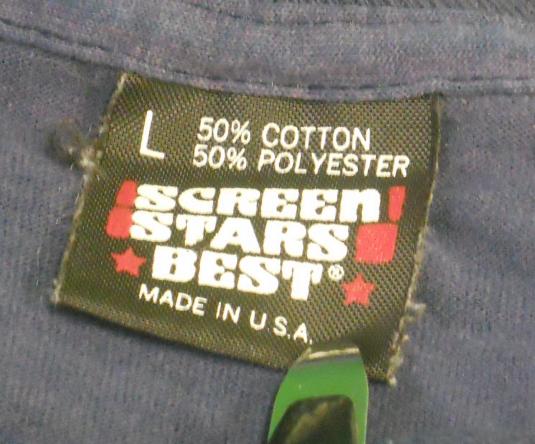 L 50% COTTON
50% POLYESTER
SCREEN
STARS
BEST®
MADE IN U.S.A.